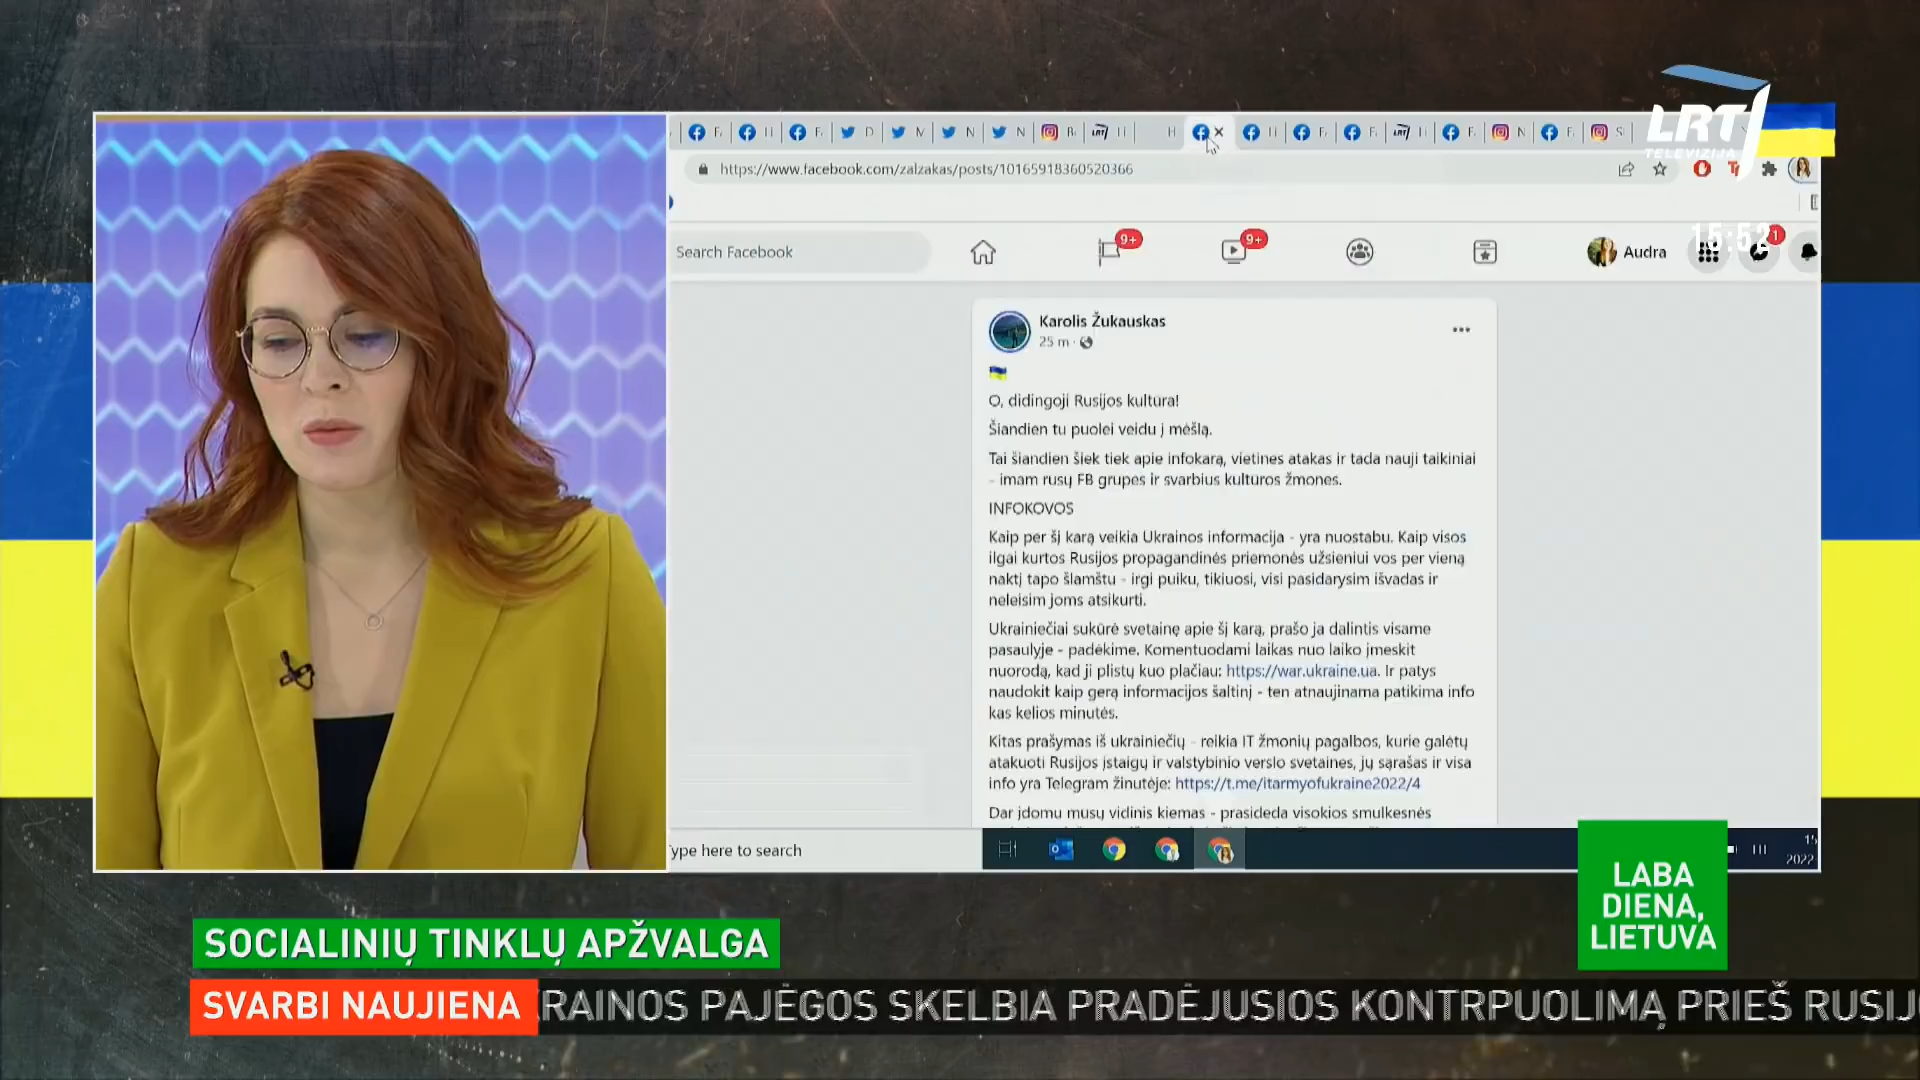 LRT
TELEVIZIJA
https://www.facebook.com/zalzakas/posts/10165918360520366
15:52
Search Facebook
9+
9+
Audra
1
Karolis Žukauskas
25 m
O, didingoji Rusijos kultūra!
Šiandien tu puolei veidu į mėšlą.
Tai šiandien šiek tiek apie infokarą, vietines atakas ir tada nauji taikiniai
- imam rusų FB grupes ir svarbius kultūros žmones.
INFOKOVOS
Kaip per šį karą veikia Ukrainos informacija - yra nuostabu. Kaip visos
ilgai kurtos Rusijos propagandinės priemonės užsieniui vos per vieną
naktį tapo šlamštu - irgi puiku, tikiuosi, visi pasidarysim išvadas ir
neleisim joms atsikurti.
Ukrainiečiai sukūrė svetainę apie šį karą, prašo ja dalintis visame
pasaulyje - padėkime. Komentuodami laikas nuo laiko įmeskit
nuorodą, kad ji plistų kuo plačiau: https://war.ukraine.ua. Ir patys
naudokit kaip gerą informacijos šaltinį - ten atnaujinama patikima info
kas kelios minutės.
Kitas prašymas iš ukrainiečių - reikia IT žmonių pagalbos, kurie galėtų
atakuoti Rusijos įstaigų ir valstybinio verslo svetaines, jų sąrašas ir visa
info yra Telegram žinutėje: https://t.me/itarmyofukraine2022/4
Dar įdomu mūsų vidinis kiemas - prasideda visokios smulkesnės
ype here to search
15
2022
LABA
DIENA,
LIETUVA
SOCIALINIŲ TINKLŲ APŽVALGA
SVARBI NAUJIENA
KRAINOS PAJĖGOS SKELBIA PRADĖJUSIOS KONTRPUOLIMĄ PRIEŠ RUSIJ